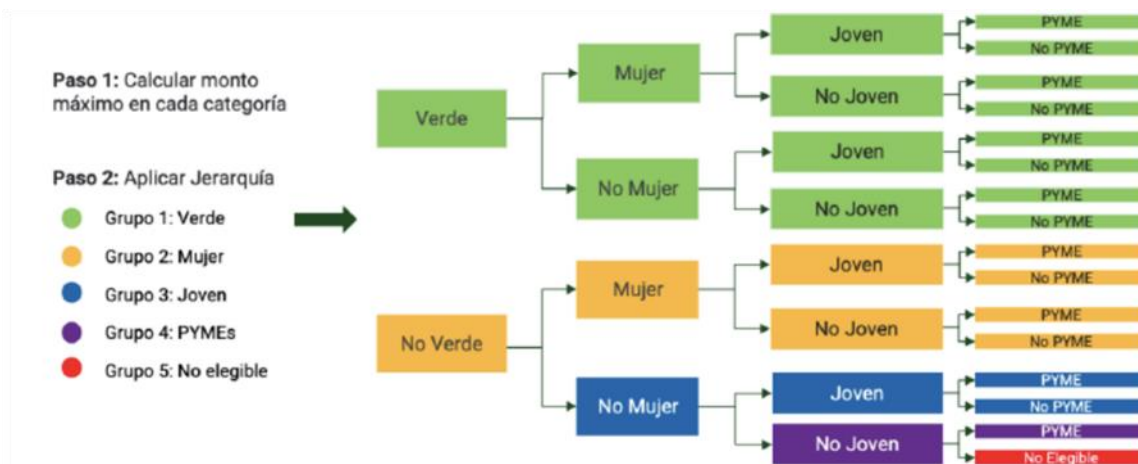 Paso 1: Calcular monto
máximo en cada categoría
Paso 2: Aplicar Jerarquía
Grupo 1: Verde
Grupo 2: Mujer
Grupo 3: Joven
Grupo 4: PYMEs
Grupo 5: No elegible
Verde
Mujer
Joven
PYME
No PYME
No Joven
PYME
No PYME
No Mujer
Joven
PYME
No PYME
No Joven
PYME
No PYME
No Verde
Mujer
Joven
PYME
No PYME
No Joven
PYME
No PYME
No Mujer
Joven
PYME
No PYME
No Joven
PYME
No Elegible